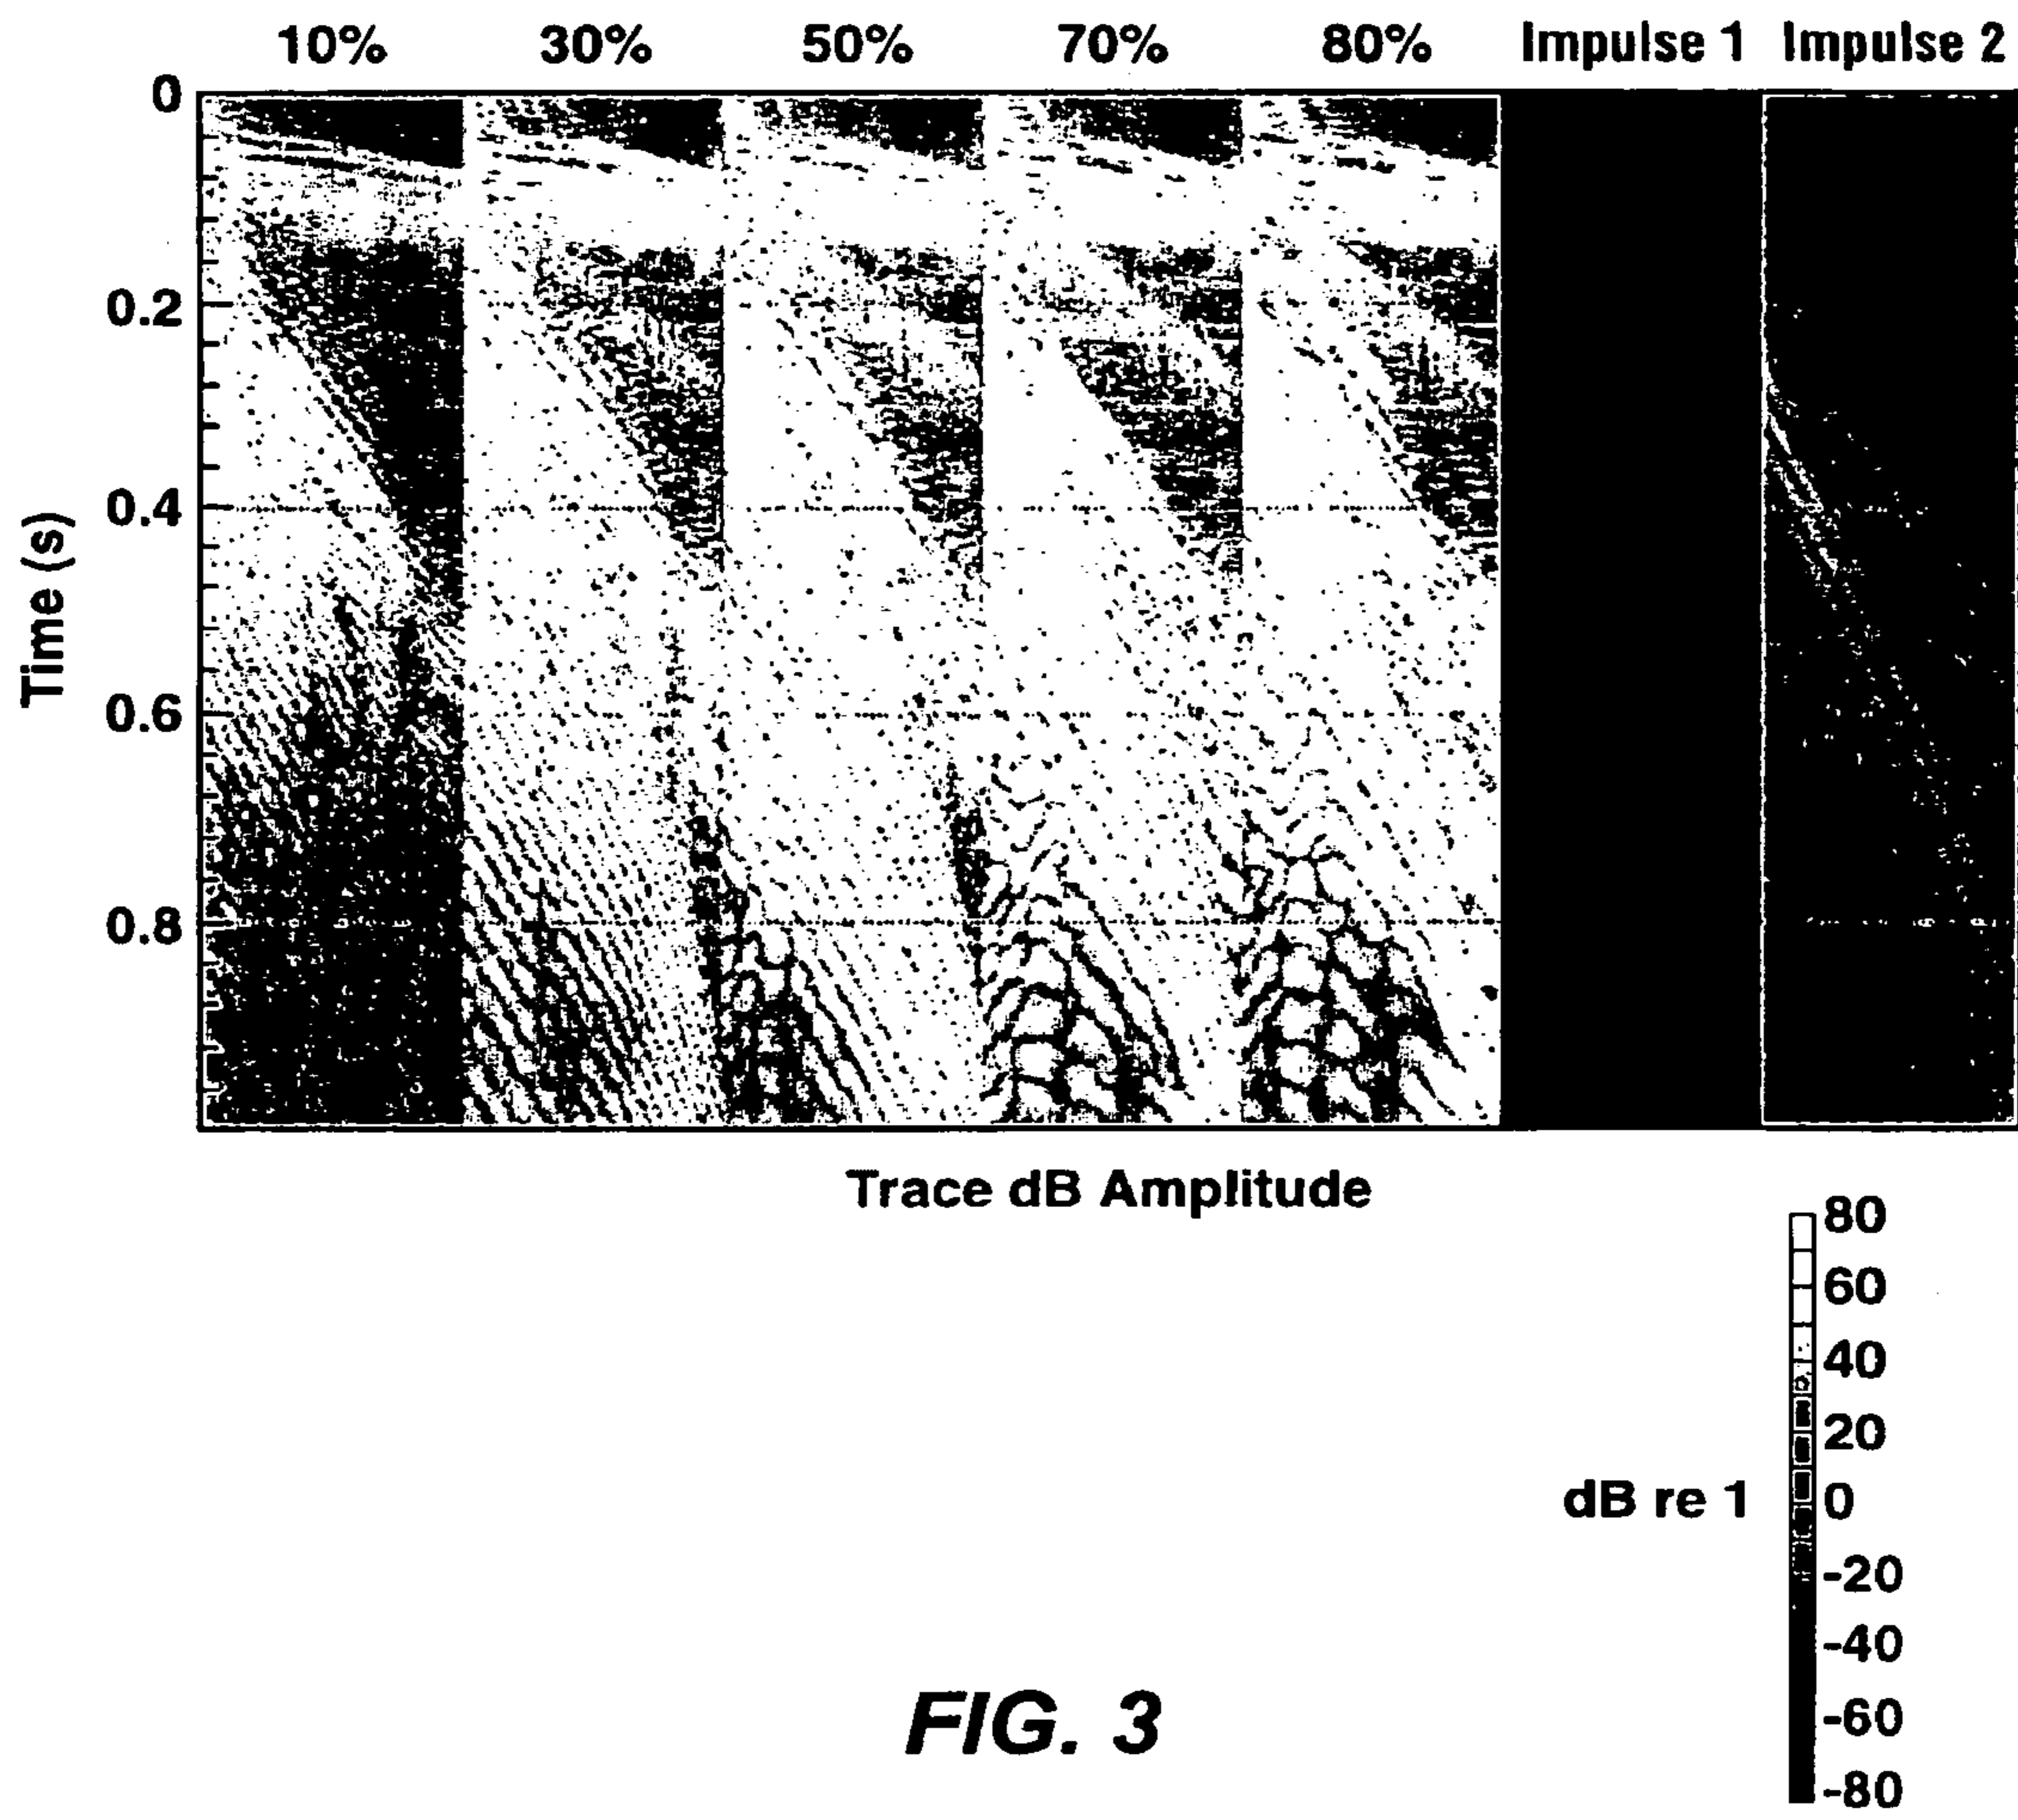 10% 30% 50% 70% 80% Impulse 1 Impulse 2
0
0.2
0.4
0.6
0.8
Time (s)
Trace dB Amplitude
80
60
40
20
dB re 1 0
-20
-40
-60
-80
FIG. 3